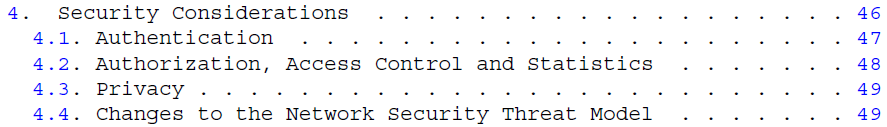 4.  Security Considerations  . . . . . . . . . . . . . . . . . . . 46
4.1. Authentication  . . . . . . . . . . . . . . . . . . . . . . 47
4.2. Authorization, Access Control and Statistics  . . . . . . . 48
4.3. Privacy . . . . . . . . . . . . . . . . . . . . . . . . . . 49
4.4. Changes to the Network Security Threat Model  . . . . . . . 49